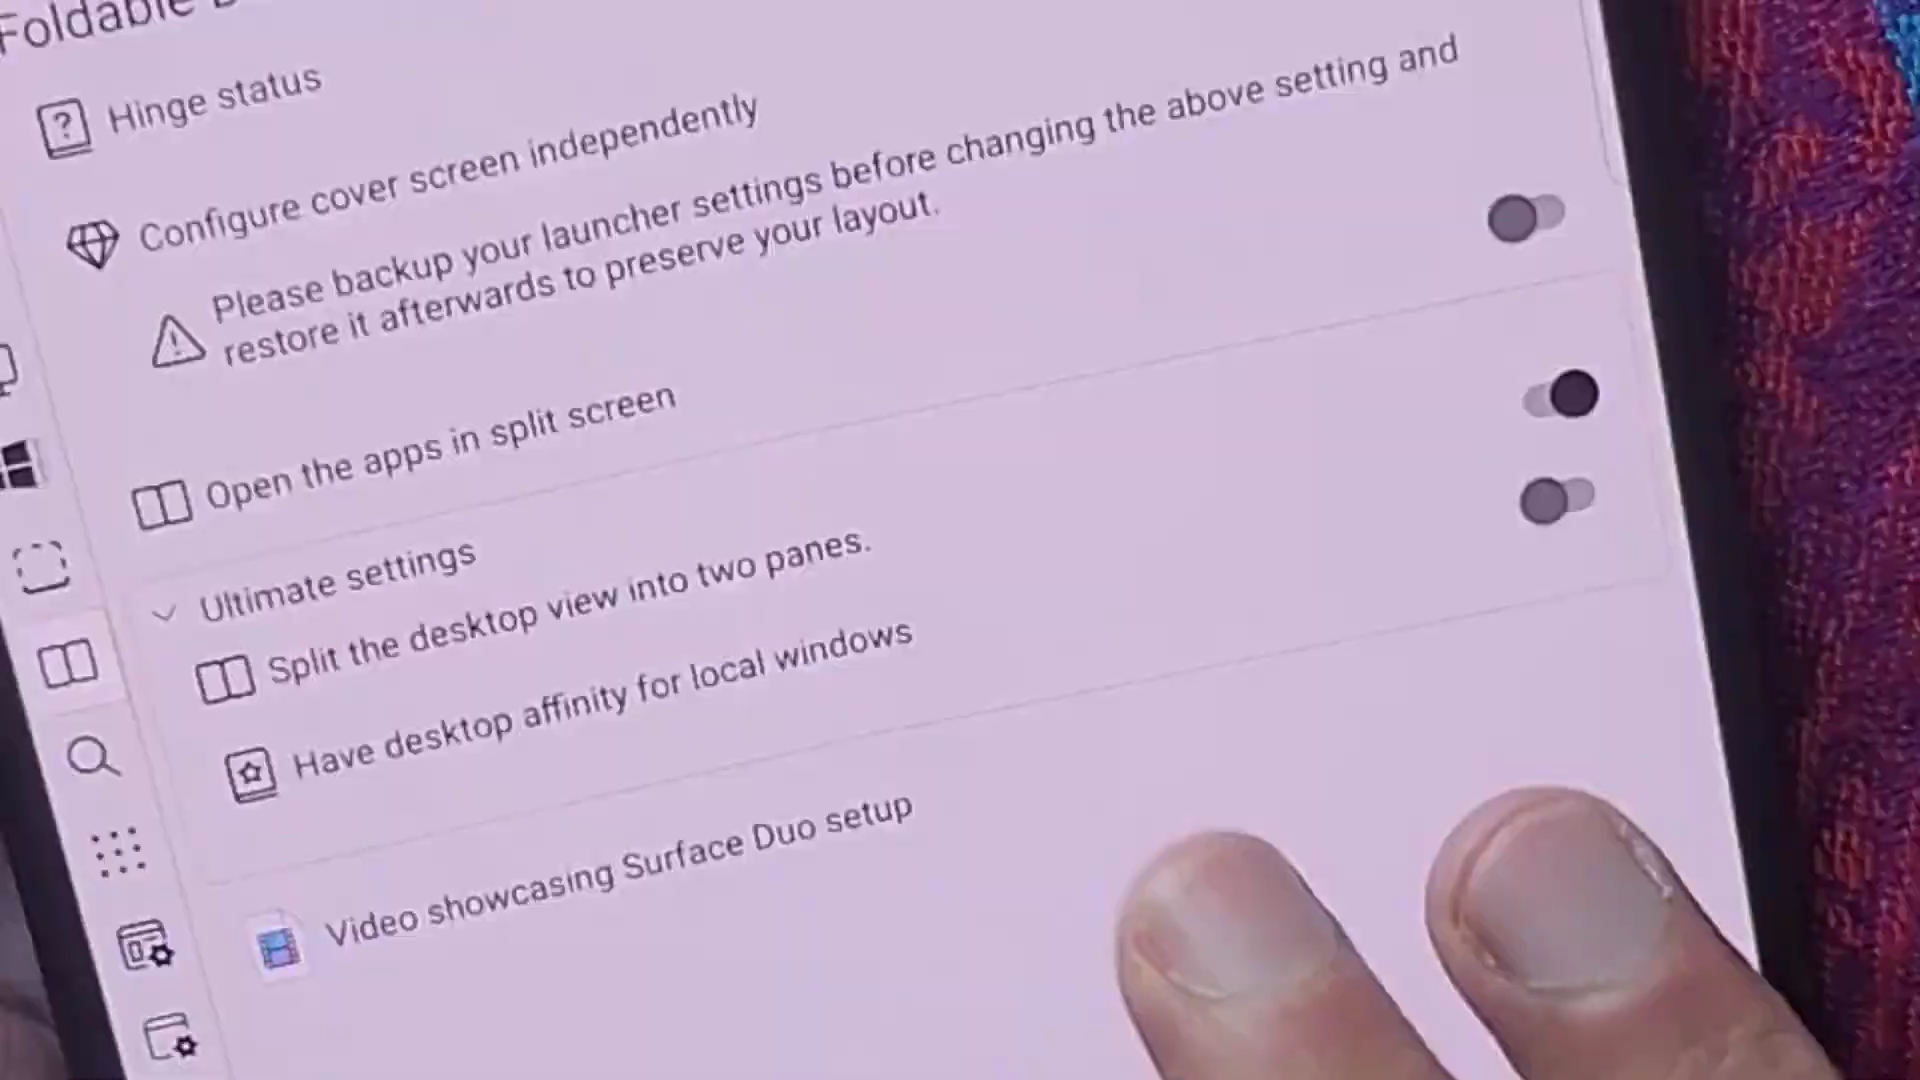 Foldable
Hinge status
Configure cover screen independently
Please backup your launcher settings before changing the above setting and
restore it afterwards to preserve your layout.
Open the apps in split screen
Ultimate settings
Split the desktop view into two panes.
Have desktop affinity for local windows
Video showcasing Surface Duo setup